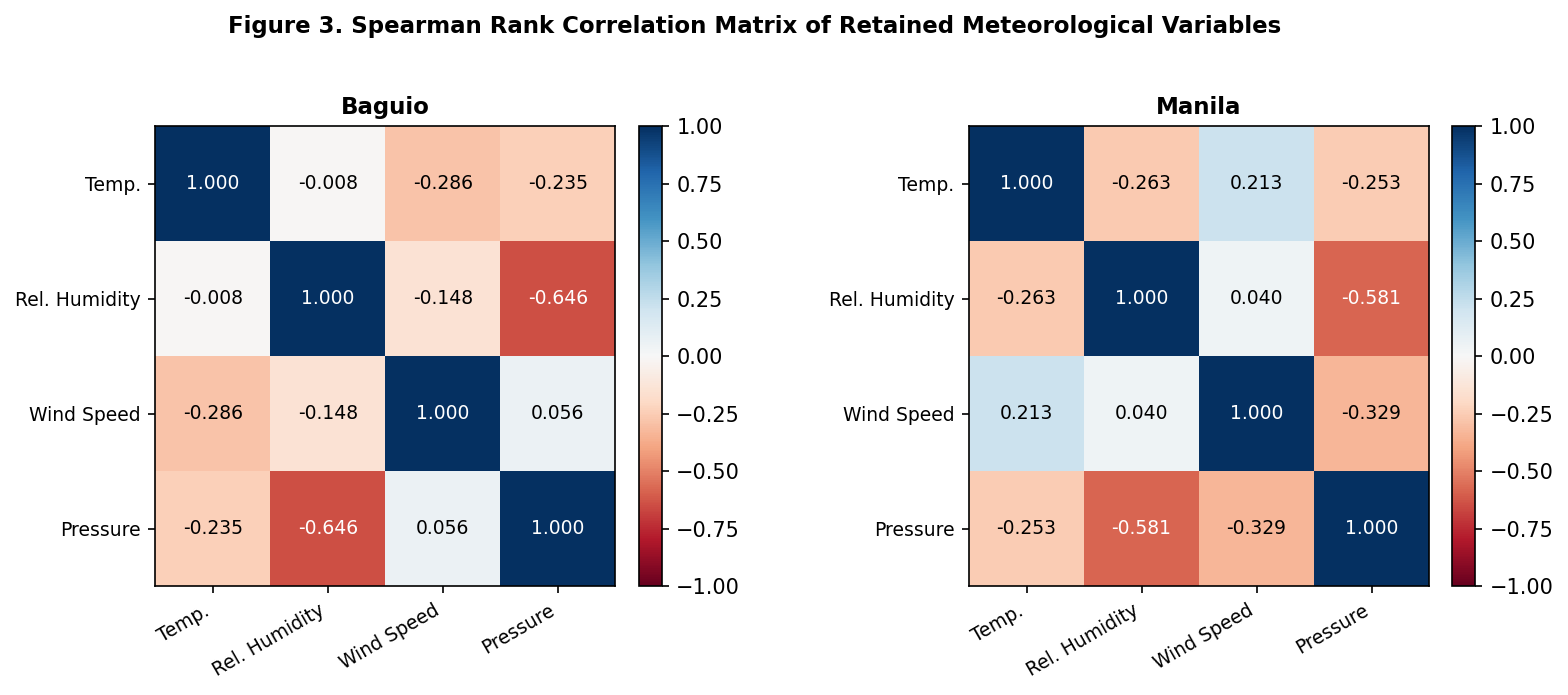 Figure 3. Spearman Rank Correlation Matrix of Retained Meteorological Variables
Baguio
Temp. 1.000 -0.008 -0.286 -0.235
Rel. Humidity -0.008 1.000 -0.148 -0.646
Wind Speed -0.286 -0.148 1.000 0.056
Pressure -0.235 -0.646 0.056 1.000
Temp. Rel. Humidity Wind Speed Pressure
1.00
0.75
0.50
0.25
0.00
−0.25
−0.50
−0.75
−1.00
Manila
Temp. 1.000 -0.263 0.213 -0.253
Rel. Humidity -0.263 1.000 0.040 -0.581
Wind Speed 0.213 0.040 1.000 -0.329
Pressure -0.253 -0.581 -0.329 1.000
Temp. Rel. Humidity Wind Speed Pressure
1.00
0.75
0.50
0.25
0.00
−0.25
−0.50
−0.75
−1.00